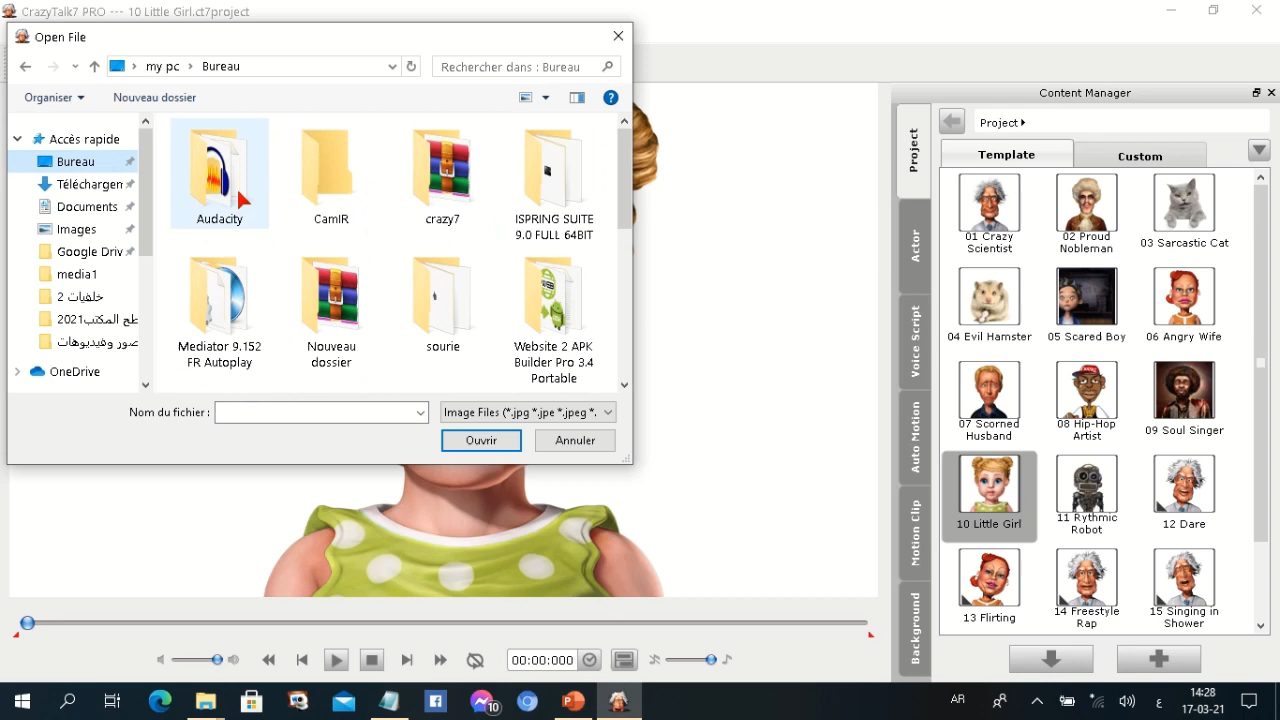 CrazyTalk7 PRO --- 10 Little Girl.ct7project
Open File
my pc
Bureau
Rechercher dans : Bureau
Organiser
Nouveau dossier
Accès rapide
Bureau
Téléchargen
Documents
Images
Google Driv
media1
خلفيات 2
طح المكتب2021
صور وفيديوهات
OneDrive
Audacity
CamIR
crazy7
ISPRING SUITE
9.0 FULL 64BIT
Mediator 9.152
FR Autoplay
Nouveau
dossier
sourie
Website 2 APK
Builder Pro 3.4
Portable
Nom du fichier :
Image Files (*.jpg *.jpe *.jpeg *.
Ouvrir
Annuler
00:00:000
Content Manager
Project
Template
Custom
Project
Actor
Voice Script
Auto Motion
Motion Clip
Background
01 Crazy
Scientist
02 Proud
Nobleman
03 Sarcastic Cat
04 Evil Hamster
05 Scared Boy
06 Angry Wife
07 Scorned
Husband
08 Hip-Hop
Artist
09 Soul Singer
10 Little Girl
11 Rythmic
Robot
12 Dare
13 Flirting
14 Freestyle
Rap
15 Singing in
Shower
10
AR
ع
14:28
17-03-21